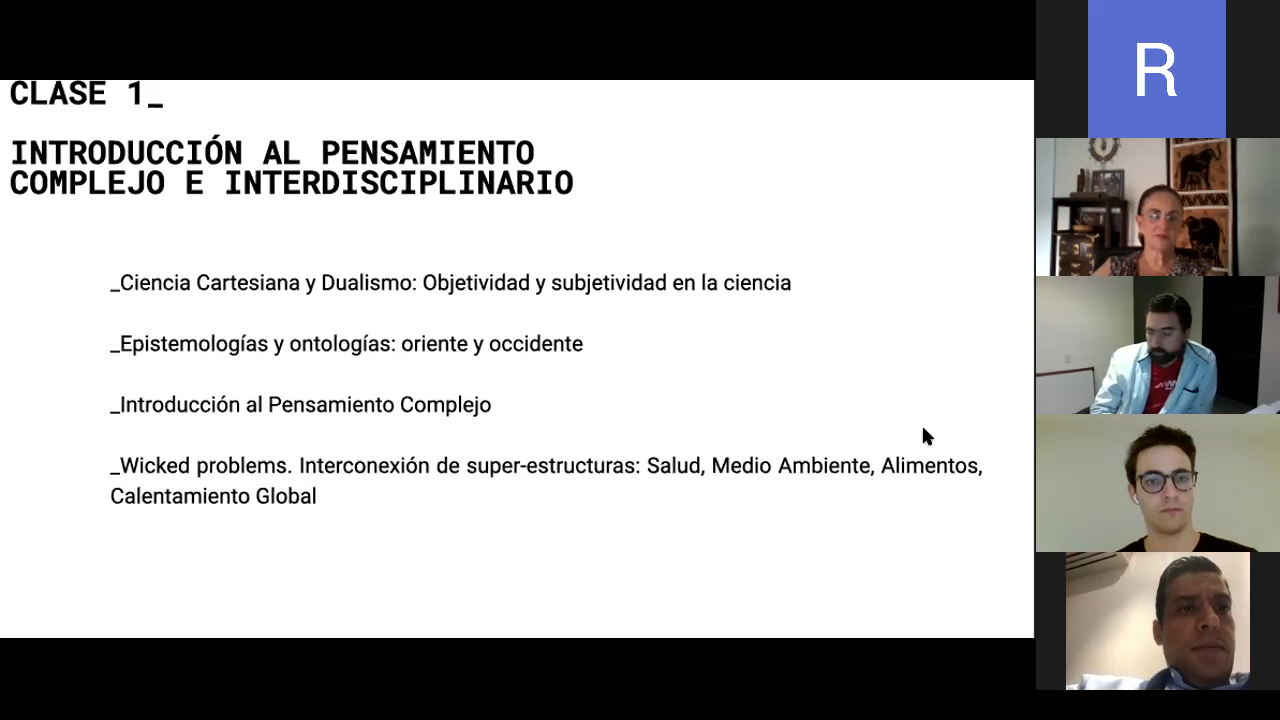 CLASE 1_
INTRODUCCIÓN AL PENSAMIENTO
COMPLEJO E INTERDISCIPLINARIO
_Ciencia Cartesiana y Dualismo: Objetividad y subjetividad en la ciencia
_Epistemologías y ontologías: oriente y occidente
_Introducción al Pensamiento Complejo
_Wicked problems. Interconexión de super-estructuras: Salud, Medio Ambiente, Alimentos,
Calentamiento Global
R